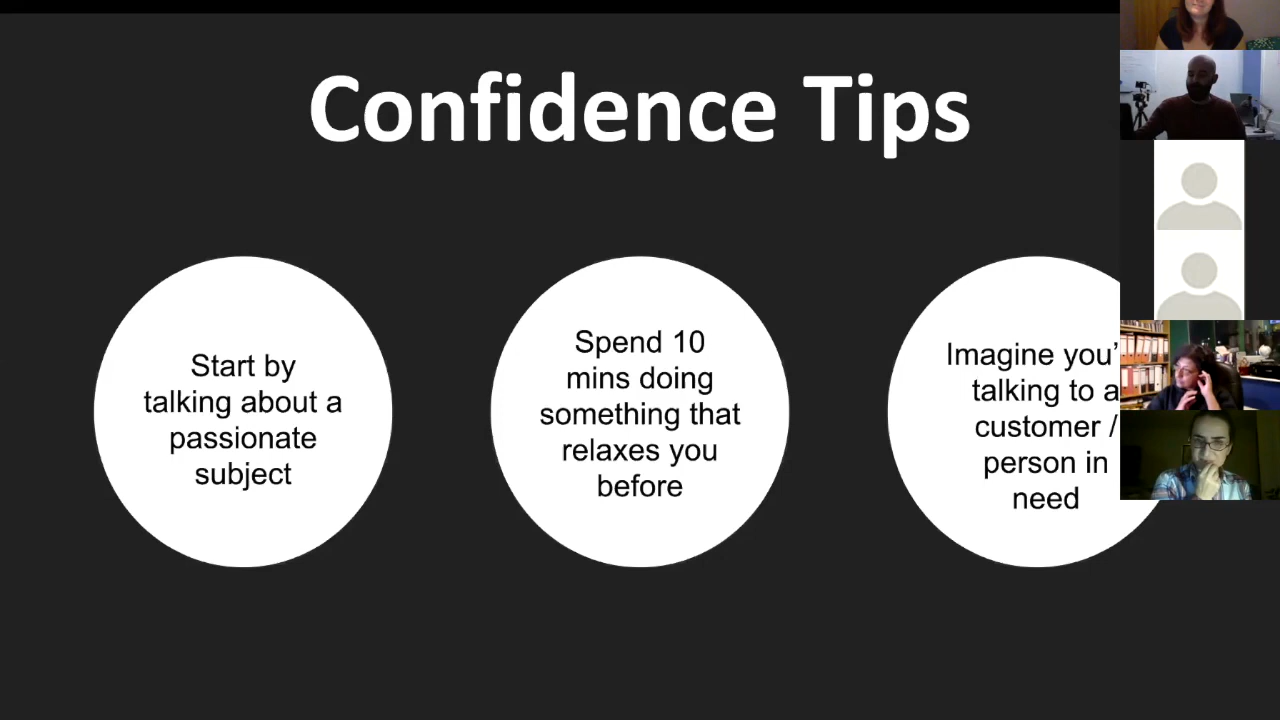 Confidence Tips
Start by
talking about a
passionate
subject
Spend 10
mins doing
something that
relaxes you
before
Imagine you'
talking to a
customer /
person in
need